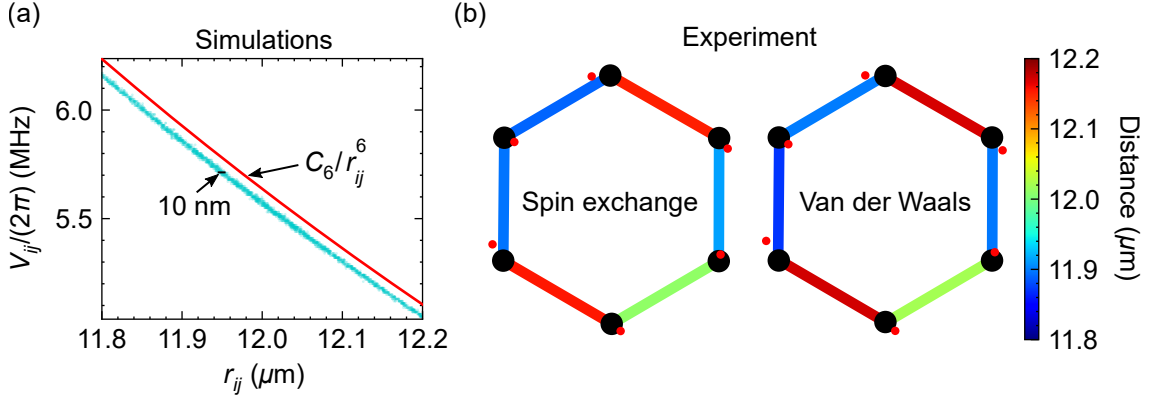 (a)
Simulations
V_ij/(2π) (MHz)
6.0
5.5
C_6/r_ij^6
10 nm
11.8 11.9 12.0 12.1 12.2
r_ij (μm)
(b)
Experiment
Spin exchange
Van der Waals
12.2
12.1
12.0
11.9
11.8
Distance (μm)